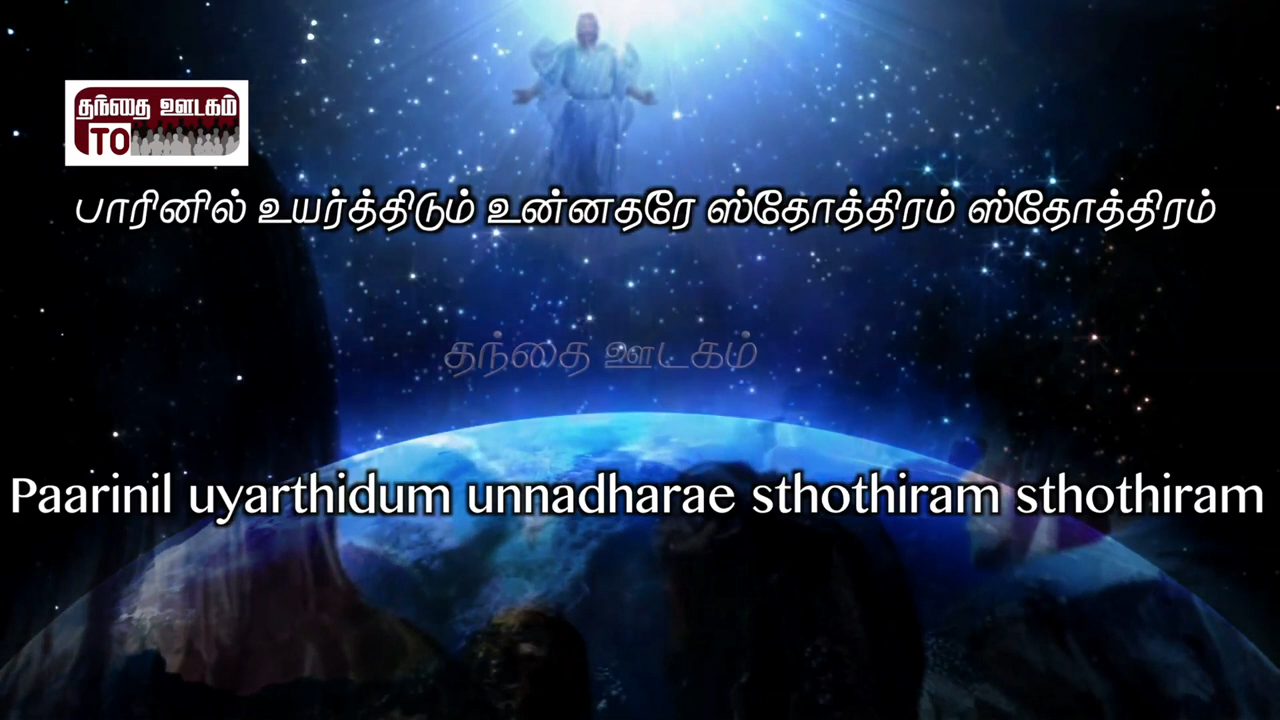 தந்தை ஊடகம்
TO
பாரினில் உயர்த்திடும் உன்னதரே ஸ்தோத்திரம் ஸ்தோத்திரம்
தந்தை ஊடகம்
Paarinil uyarthidum unnadharae sthothiram sthothiram